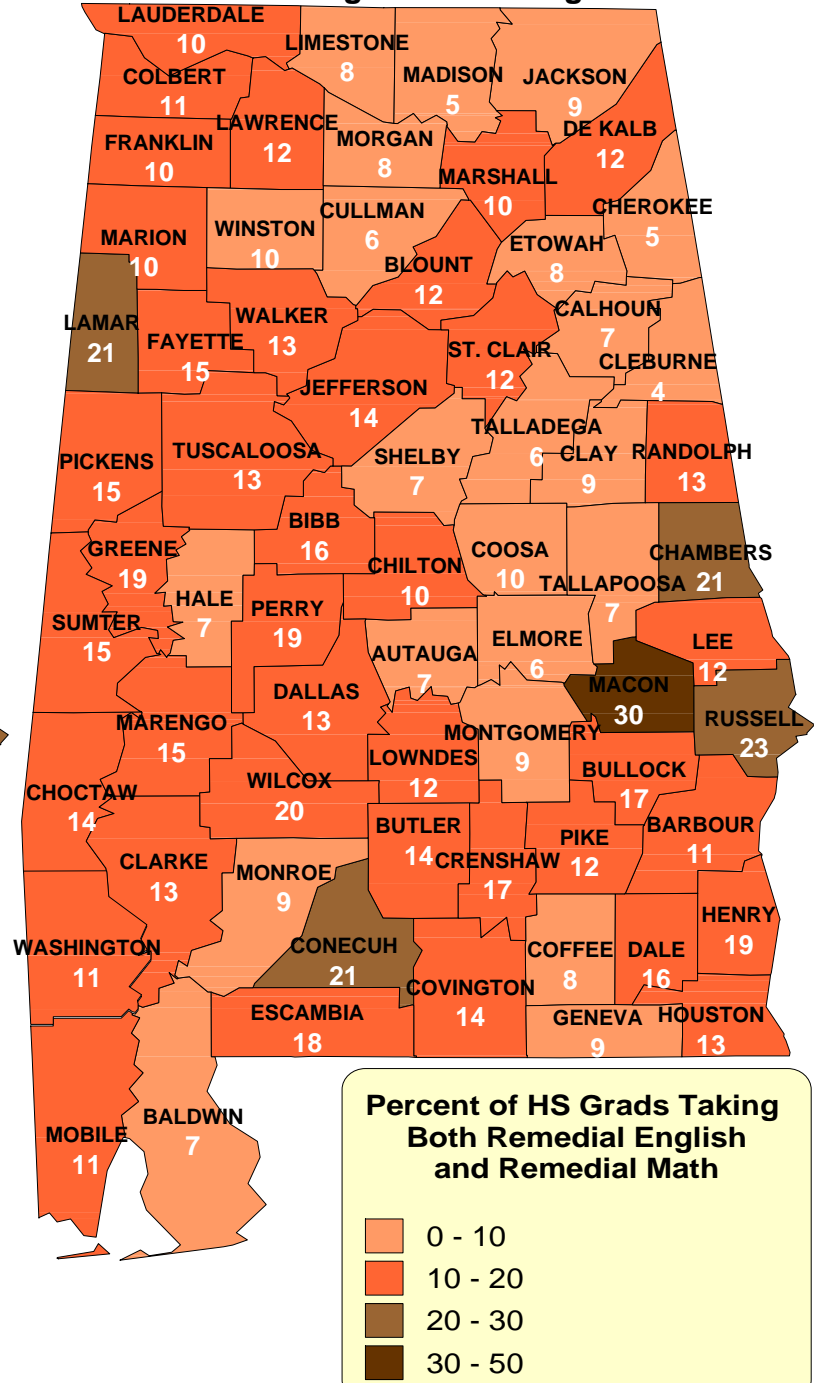 LAUDERDALE
10
LIMESTONE
8
MADISON
5
JACKSON
9
COLBERT
11
LAWRENCE
12
FRANKLIN
10
MORGAN
8
DE KALB
12
MARSHALL
10
CHEROKEE
5
MARION
10
WINSTON
10
CULLMAN
6
ETOWAH
8
BLOUNT
12
LAMAR
21
FAYETTE
15
WALKER
13
CALHOUN
7
ST. CLAIR
12
CLEBURNE
4
JEFFERSON
14
TALLADEGA
6
PICKENS
15
TUSCALOOSA
13
SHELBY
7
CLAY
9
RANDOLPH
13
BIBB
16
GREENE
19
CHILTON
10
COOSA
10
CHAMBERS
21
TALLAPOOSA
7
HALE
7
PERRY
19
SUMTER
15
AUTAUGA
7
ELMORE
6
LEE
12
DALLAS
13
MACON
30
RUSSELL
23
MARENGO
15
MONTGOMERY
9
LOWNDES
12
BULLOCK
17
CHOCTAW
14
WILCOX
20
BUTLER
14
PIKE
12
BARBOUR
11
CLARKE
13
MONROE
9
CRENSHAW
17
HENRY
19
WASHINGTON
11
CONECUH
21
COFFEE
8
DALE
16
COVINGTON
14
ESCAMBIA
18
GENEVA
9
HOUSTON
13
BALDWIN
7
MOBILE
11
Percent of HS Grads Taking
Both Remedial English
and Remedial Math
0 - 10
10 - 20
20 - 30
30 - 50